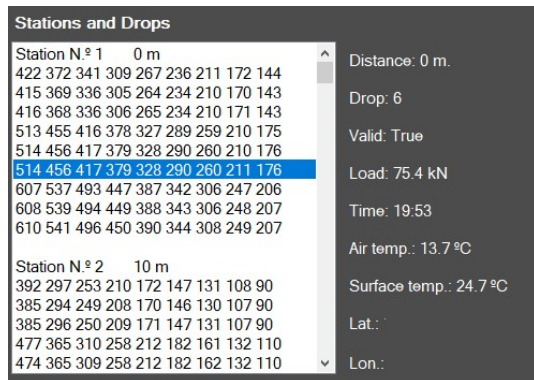 Stations and Drops
Station N.º 1 0 m
422 372 341 309 267 236 211 172 144
415 369 336 305 264 234 210 170 143
416 368 336 306 265 234 210 171 143
513 455 416 378 327 289 259 210 175
514 456 417 379 328 290 260 210 176
514 456 417 379 328 290 260 211 176
607 537 493 447 387 342 306 247 206
608 539 494 449 388 343 306 248 207
610 541 496 450 390 344 308 249 207
Station N.º 2 10 m
392 297 253 210 172 147 131 108 90
385 294 249 208 170 146 130 107 90
385 296 250 209 171 147 131 107 90
477 365 310 258 212 182 161 132 110
474 365 309 258 212 182 162 132 110
Distance: 0 m.
Drop: 6
Valid: True
Load: 75.4 kN
Time: 19:53
Air temp.: 13.7 ºC
Surface temp.: 24.7 ºC
Lat.:
Lon.: